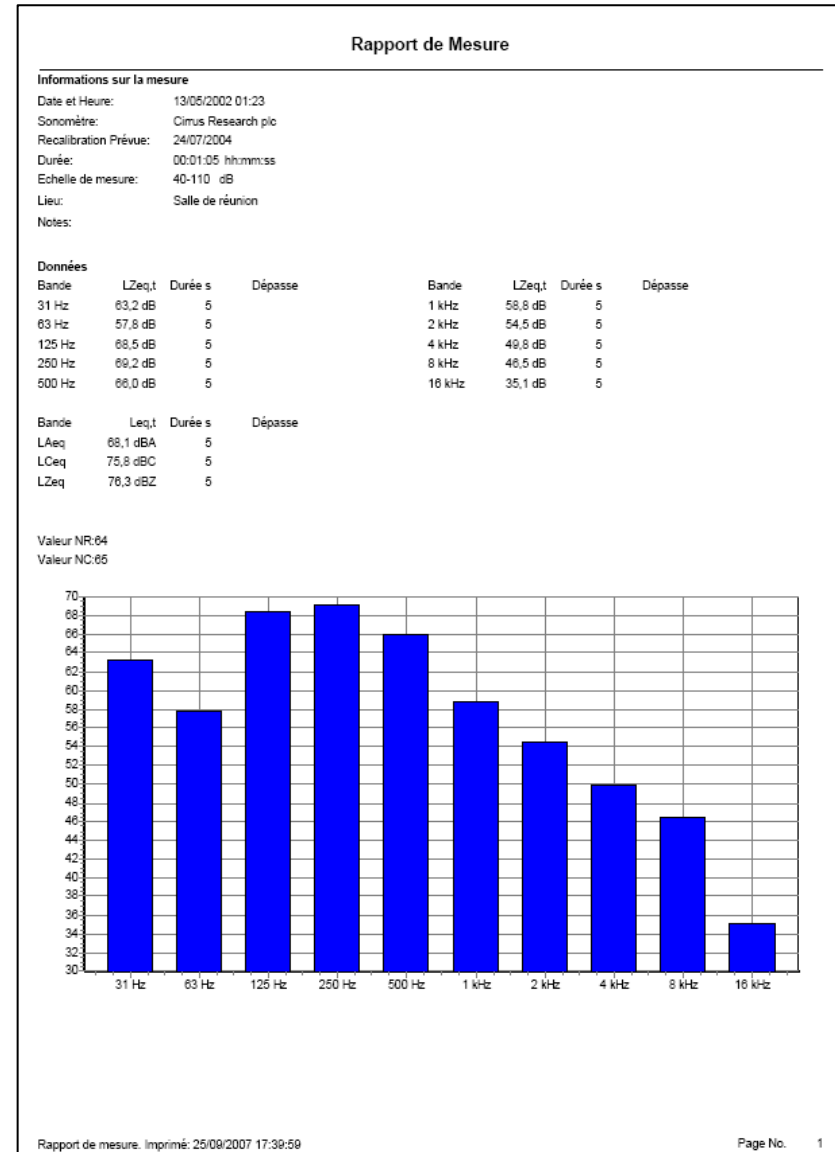 Rapport de Mesure
Informations sur la mesure
Date et Heure: 13/05/2002 01:23
Sonomètre: Cirrus Research plc
Recalibration Prévue: 24/07/2004
Durée: 00:01:05 hh:mm:ss
Echelle de mesure: 40-110 dB
Lieu: Salle de réunion
Notes:
Données
Bande LZeq,t Durée s Dépasse Bande LZeq,t Durée s Dépasse
31 Hz 63,2 dB 5 1 kHz 58,8 dB 5
63 Hz 57,8 dB 5 2 kHz 54,5 dB 5
125 Hz 68,5 dB 5 4 kHz 49,8 dB 5
250 Hz 69,2 dB 5 8 kHz 46,5 dB 5
500 Hz 66,0 dB 5 16 kHz 35,1 dB 5
Bande Leq,t Durée s Dépasse
LAeq 68,1 dBA 5
LCeq 75,8 dBC 5
LZeq 76,3 dBZ 5
Valeur NR:64
Valeur NC:65
70
68
66
64
62
60
58
56
54
52
50
48
46
44
42
40
38
36
34
32
30
31 Hz 63 Hz 125 Hz 250 Hz 500 Hz 1 kHz 2 kHz 4 kHz 8 kHz 16 kHz
Rapport de mesure. Imprimé: 25/09/2007 17:39:59 Page No. 1